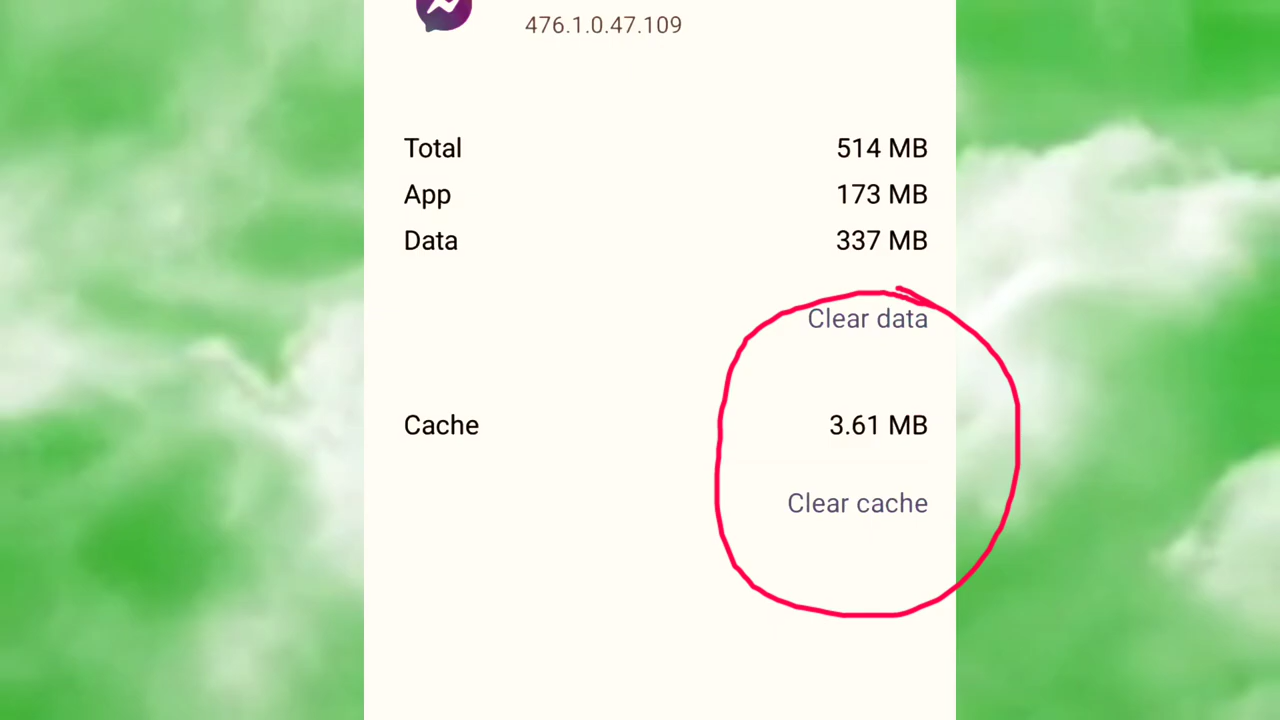 476.1.0.47.109
Total 514 MB
App 173 MB
Data 337 MB
Clear data
Cache 3.61 MB
Clear cache